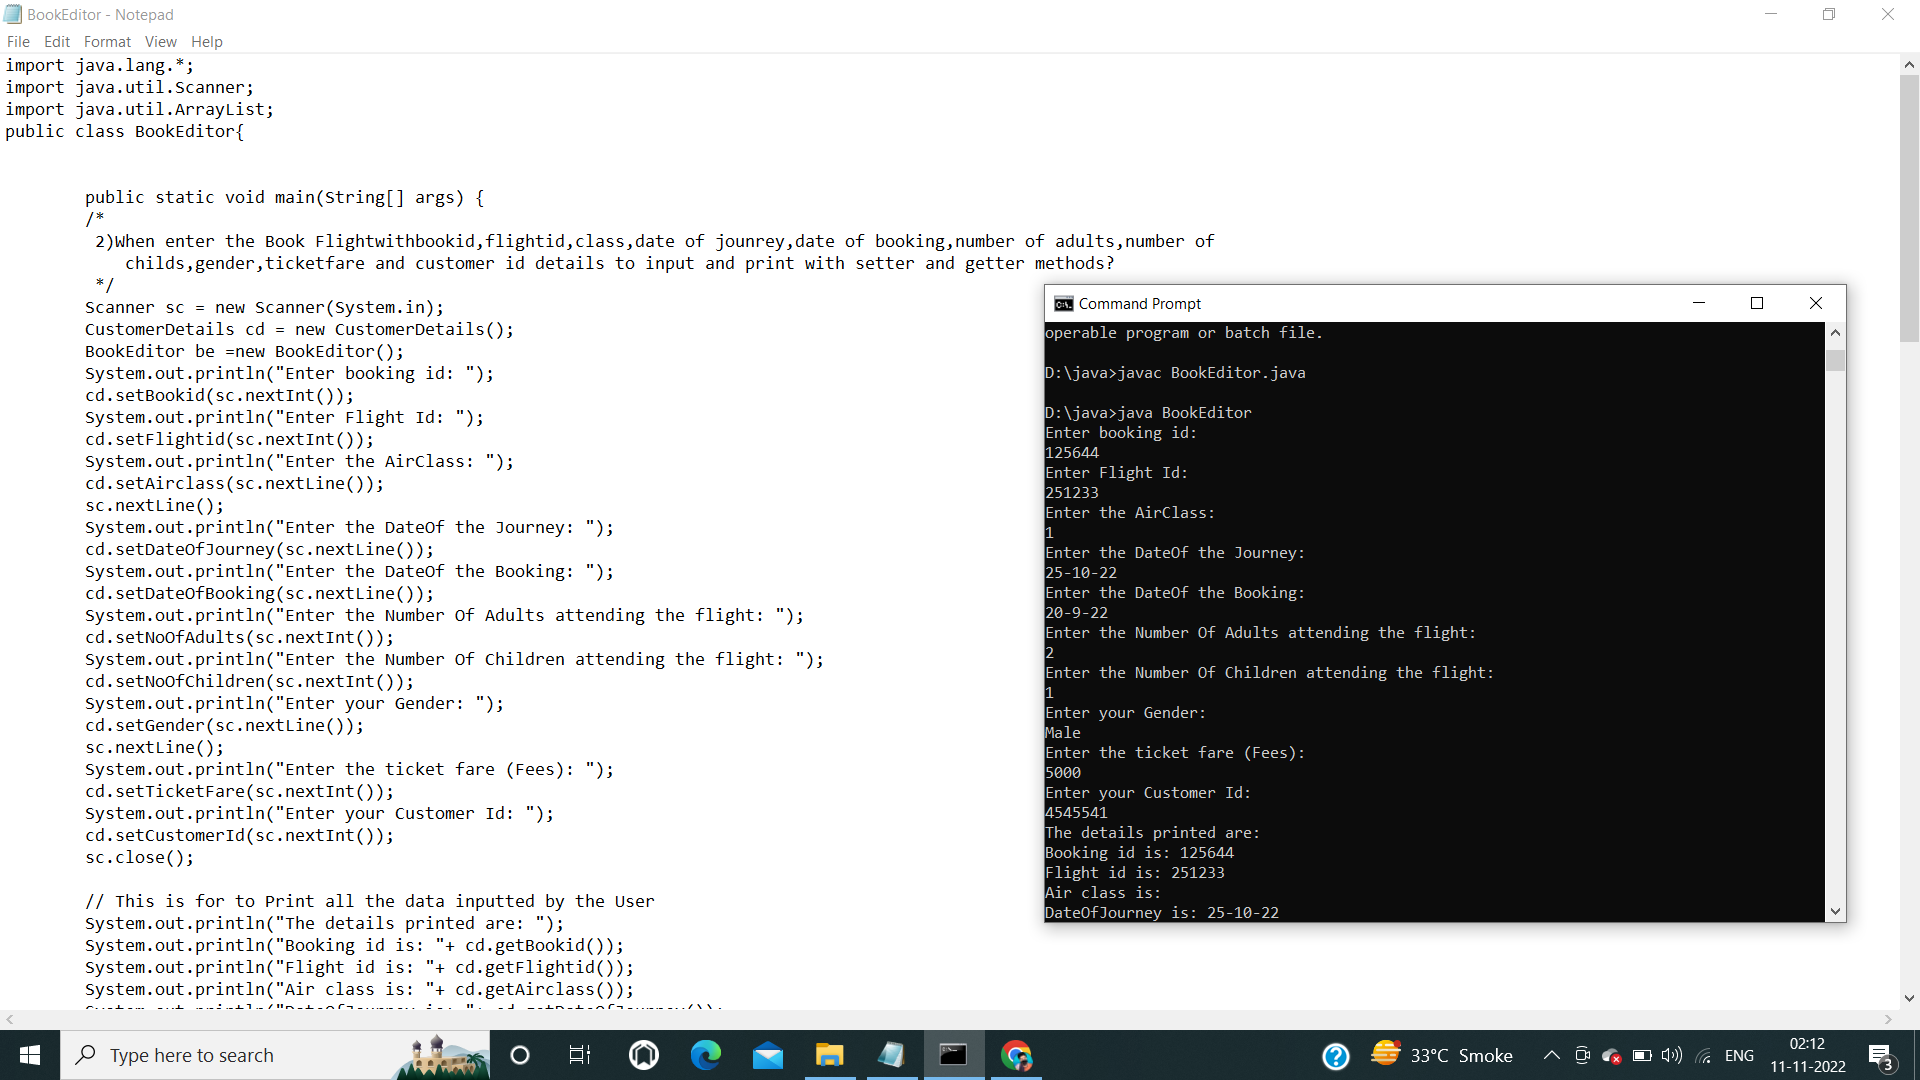 BookEditor - Notepad
File Edit Format View Help
import java.lang.*;
import java.util.Scanner;
import java.util.ArrayList;
public class BookEditor{
public static void main(String[] args) {
/*
2)When enter the Book Flightwithbookid,flightid,class,date of jounrey,date of booking,number of adults,number of
childs,gender,ticketfare and customer id details to input and print with setter and getter methods?
*/
Scanner sc = new Scanner(System.in);
CustomerDetails cd = new CustomerDetails();
BookEditor be =new BookEditor();
System.out.println("Enter booking id: ");
cd.setBookid(sc.nextInt());
System.out.println("Enter Flight Id: ");
cd.setFlightid(sc.nextInt());
System.out.println("Enter the AirClass: ");
cd.setAirclass(sc.nextLine());
sc.nextLine();
System.out.println("Enter the DateOf the Journey: ");
cd.setDateOfJourney(sc.nextLine());
System.out.println("Enter the DateOf the Booking: ");
cd.setDateOfBooking(sc.nextLine());
System.out.println("Enter the Number Of Adults attending the flight: ");
cd.setNoOfAdults(sc.nextInt());
System.out.println("Enter the Number Of Children attending the flight: ");
cd.setNoOfChildren(sc.nextInt());
System.out.println("Enter your Gender: ");
cd.setGender(sc.nextLine());
sc.nextLine();
System.out.println("Enter the ticket fare (Fees): ");
cd.setTicketFare(sc.nextInt());
System.out.println("Enter your Customer Id: ");
cd.setCustomerId(sc.nextInt());
sc.close();
// This is for to Print all the data inputted by the User
System.out.println("The details printed are: ");
System.out.println("Booking id is: "+ cd.getBookid());
System.out.println("Flight id is: "+ cd.getFlightid());
System.out.println("Air class is: "+ cd.getAirclass());
System.out.println("DateOfJourney is: "+ cd.getDateOfJourney());
Command Prompt
operable program or batch file.
D:\java>javac BookEditor.java
D:\java>java BookEditor
Enter booking id:
125644
Enter Flight Id:
251233
Enter the AirClass:
1
Enter the DateOf the Journey:
25-10-22
Enter the DateOf the Booking:
20-9-22
Enter the Number Of Adults attending the flight:
2
Enter the Number Of Children attending the flight:
1
Enter your Gender:
Male
Enter the ticket fare (Fees):
5000
Enter your Customer Id:
4545541
The details printed are:
Booking id is: 125644
Flight id is: 251233
Air class is:
DateOfJourney is: 25-10-22
Type here to search
33°C Smoke
ENG
02:12
11-11-2022
3